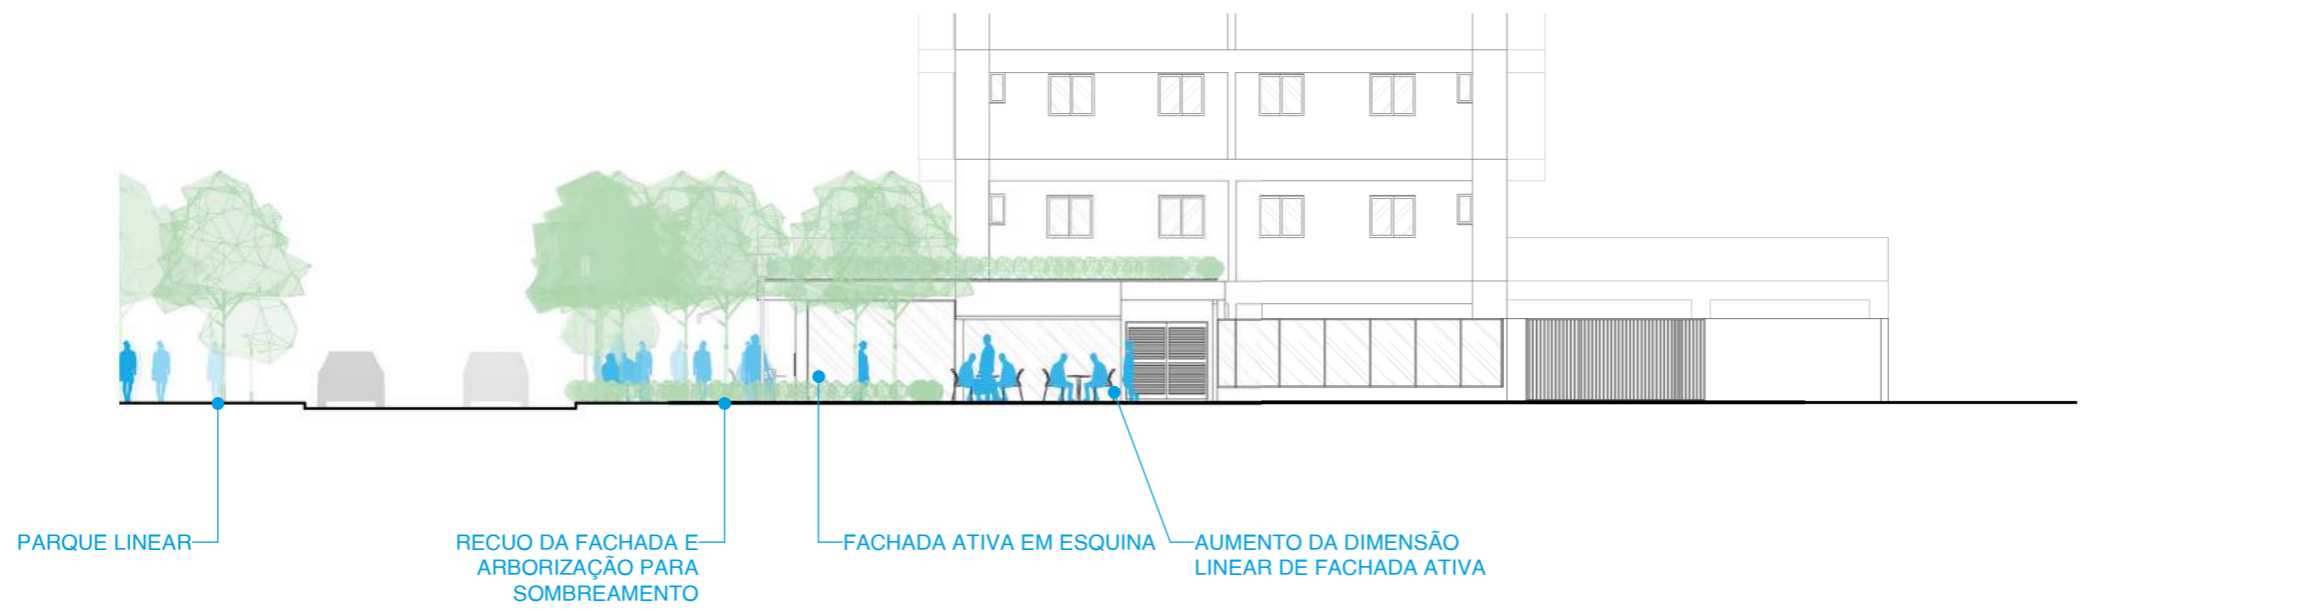 PARQUE LINEAR
RECUO DA FACHADA E
ARBORIZAÇÃO PARA
SOMBREAMENTO
FACHADA ATIVA EM ESQUINA
AUMENTO DA DIMENSÃO
LINEAR DE FACHADA ATIVA